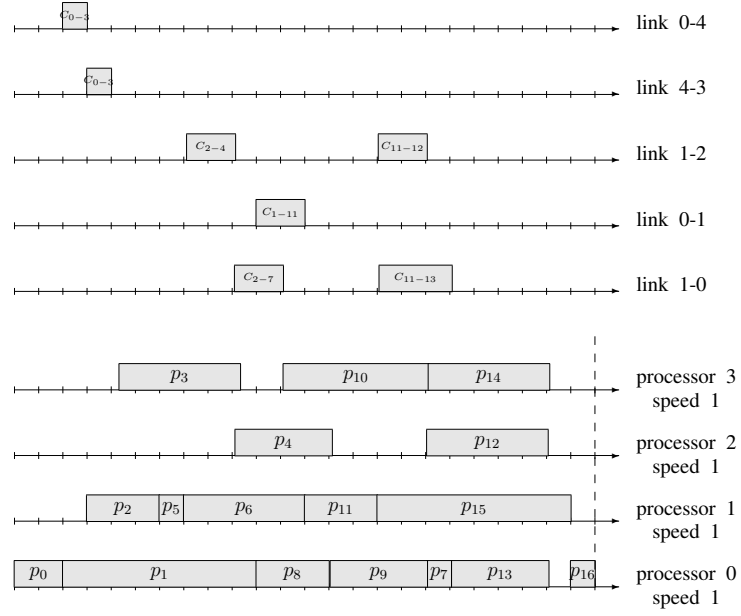 C0−3 link 0-4
C0−3 link 4-3
C2−4 C11−12 link 1-2
C1−11 link 0-1
C2−7 C11−13 link 1-0
p3 p10 p14 processor 3
speed 1
p4 p12 processor 2
speed 1
p2 p5 p6 p11 p15 processor 1
speed 1
p0 p1 p8 p9 p7 p13 p16 processor 0
speed 1